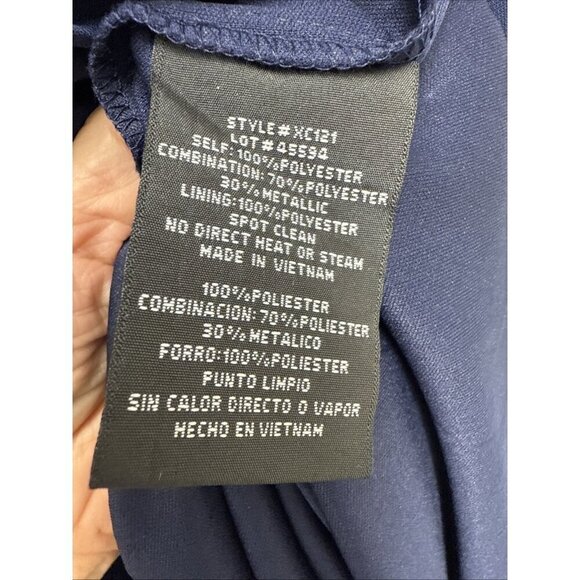 STYLE#XC121
LOT#45594
SELF:100%POLYESTER
COMBINATION:70%POLYESTER
30%METALLIC
LINING:100%POLYESTER
SPOT CLEAN
NO DIRECT HEAT OR STEAM
MADE IN VIETNAM
100%POLIESTER
COMBINACION:70%POLIESTER
30%METALICO
FORRO:100%POLIESTER
PUNTO LIMPIO
SIN CALOR DIRECTO O VAPOR
HECHO EN VIETNAM